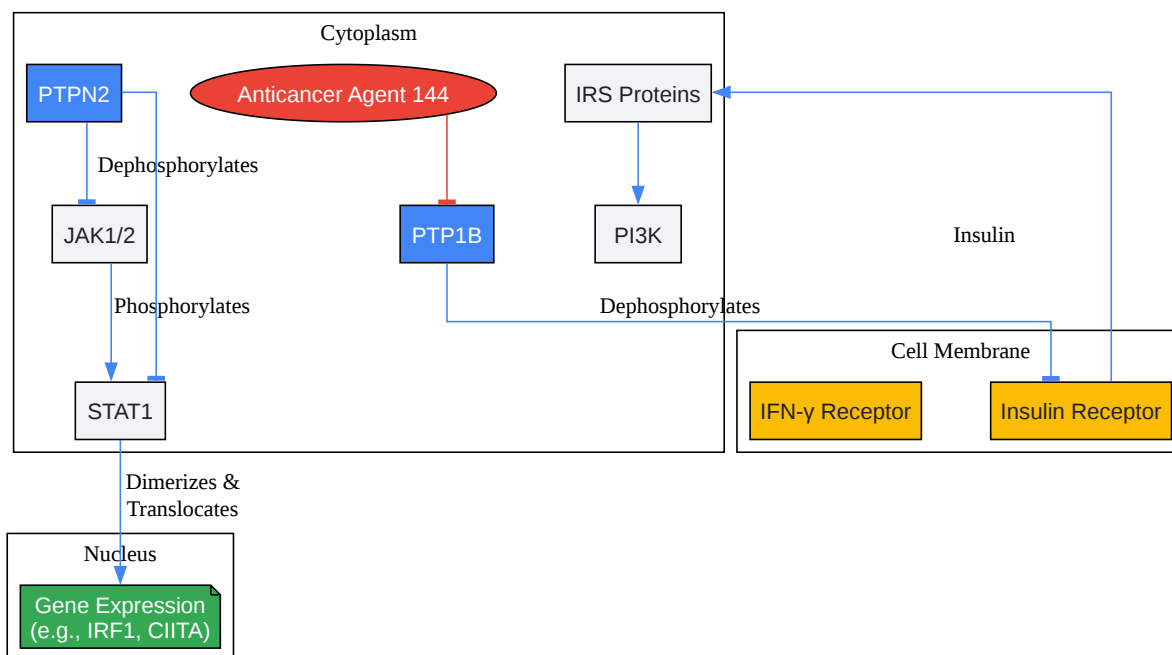 Cytoplasm
PTPN2
Anticancer Agent 144
IRS Proteins
Dephosphorylates
JAK1/2
PTP1B
PI3K
Insulin
Phosphorylates
Dephosphorylates
Cell Membrane
STAT1
IFN-γ Receptor
Insulin Receptor
Dimerizes &
Translocates
Nucleus
Gene Expression
(e.g., IRF1, CIITA)